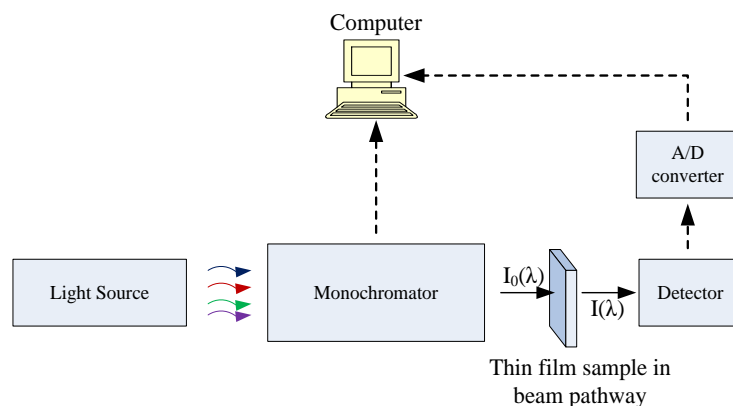 Computer
A/D
converter
Light Source
Monochromator
I₀(λ)
I(λ)
Detector
Thin film sample in
beam pathway